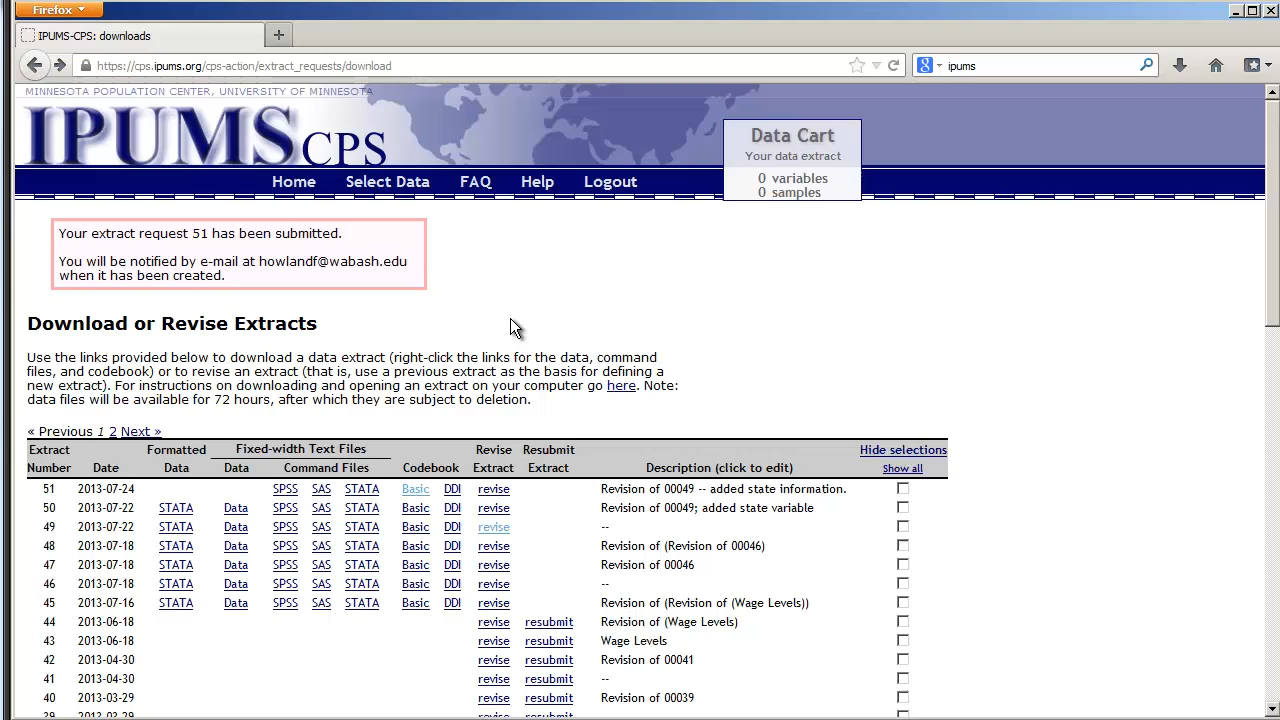 Firefox
IPUMS-CPS: downloads
https://cps.ipums.org/cps-action/extract_requests/download
ipums
MINNESOTA POPULATION CENTER, UNIVERSITY OF MINNESOTA
IPUMS CPS
Data Cart
Your data extract
0 variables
0 samples
Home Select Data FAQ Help Logout
Your extract request 51 has been submitted.
You will be notified by e-mail at howlandf@wabash.edu
when it has been created.
Download or Revise Extracts
Use the links provided below to download a data extract (right-click the links for the data, command
files, and codebook) or to revise an extract (that is, use a previous extract as the basis for defining a
new extract). For instructions on downloading and opening an extract on your computer go here. Note:
data files will be available for 72 hours, after which they are subject to deletion.
« Previous 1 2 Next »
Extract Formatted Fixed-width Text Files Revise Resubmit Hide selections
Number Date Data Data Command Files Codebook Extract Extract Description (click to edit) Show all
51 2013-07-24 SPSS SAS STATA Basic DDI revise Revision of 00049 -- added state information.
50 2013-07-22 STATA Data SPSS SAS STATA Basic DDI revise Revision of 00049; added state variable
49 2013-07-22 STATA Data SPSS SAS STATA Basic DDI revise --
48 2013-07-18 STATA Data SPSS SAS STATA Basic DDI revise Revision of (Revision of 00046)
47 2013-07-18 STATA Data SPSS SAS STATA Basic DDI revise Revision of 00046
46 2013-07-18 STATA Data SPSS SAS STATA Basic DDI revise --
45 2013-07-16 STATA Data SPSS SAS STATA Basic DDI revise Revision of (Revision of (Wage Levels))
44 2013-06-18 revise resubmit Revision of (Wage Levels)
43 2013-06-18 revise resubmit Wage Levels
42 2013-04-30 revise resubmit Revision of 00041
41 2013-04-30 revise resubmit --
40 2013-03-29 revise resubmit Revision of 00039